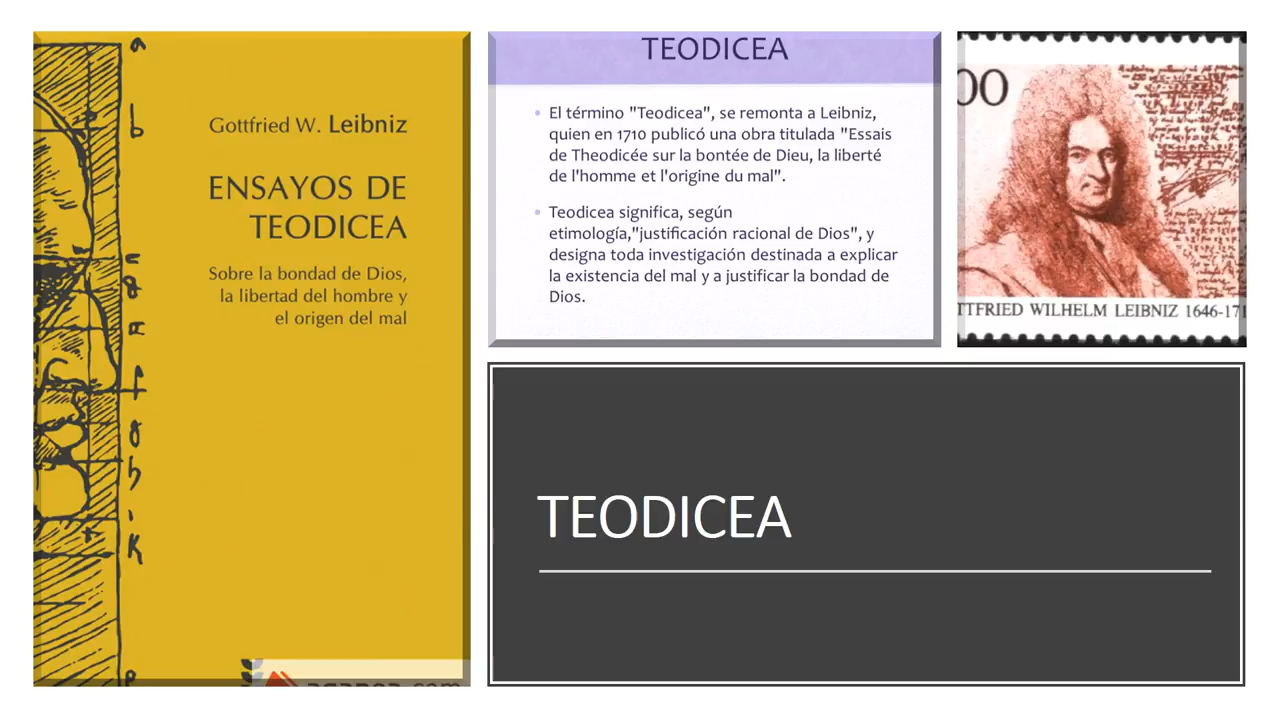 a
b
Gottfried W. Leibniz
ENSAYOS DE
TEODICEA
Sobre la bondad de Dios,
la libertad del hombre y
el origen del mal
TEODICEA
• El término "Teodicea", se remonta a Leibniz,
quien en 1710 publicó una obra titulada "Essais
de Theodicée sur la bontée de Dieu, la liberté
de l'homme et l'origine du mal".
• Teodicea significa, según
etimología,"justificación racional de Dios", y
designa toda investigación destinada a explicar
la existencia del mal y a justificar la bondad de
Dios.
00
TTFRIED WILHELM LEIBNIZ 1646-171
TEODICEA